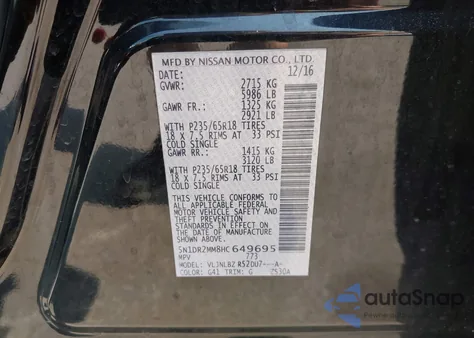 MFD BY NISSAN MOTOR CO., LTD.
DATE: 12/16
GVWR: 2715 KG
5986 LB
GAWR FR: 1325 KG
2921 LB
WITH P235/65R18 TIRES
18 X 7.5 RIMS AT 33 PSI
COLD SINGLE
GAWR RR: 1415 KG
3120 LB
WITH P235/65R18 TIRES
18 X 7.5 RIMS AT 33 PSI
COLD SINGLE
THIS VEHICLE CONFORMS TO
ALL APPLICABLE FEDERAL
MOTOR VEHICLE SAFETY AND
THEFT PREVENTION STANDARDS
IN EFFECT ON THE DATE OF
MANUFACTURE SHOWN ABOVE.
5N1DR2MM8HC649695
MPV 773
VLJNLBZ R52DU7---A-
COLOR: G41 TRIM: G
autoSnap